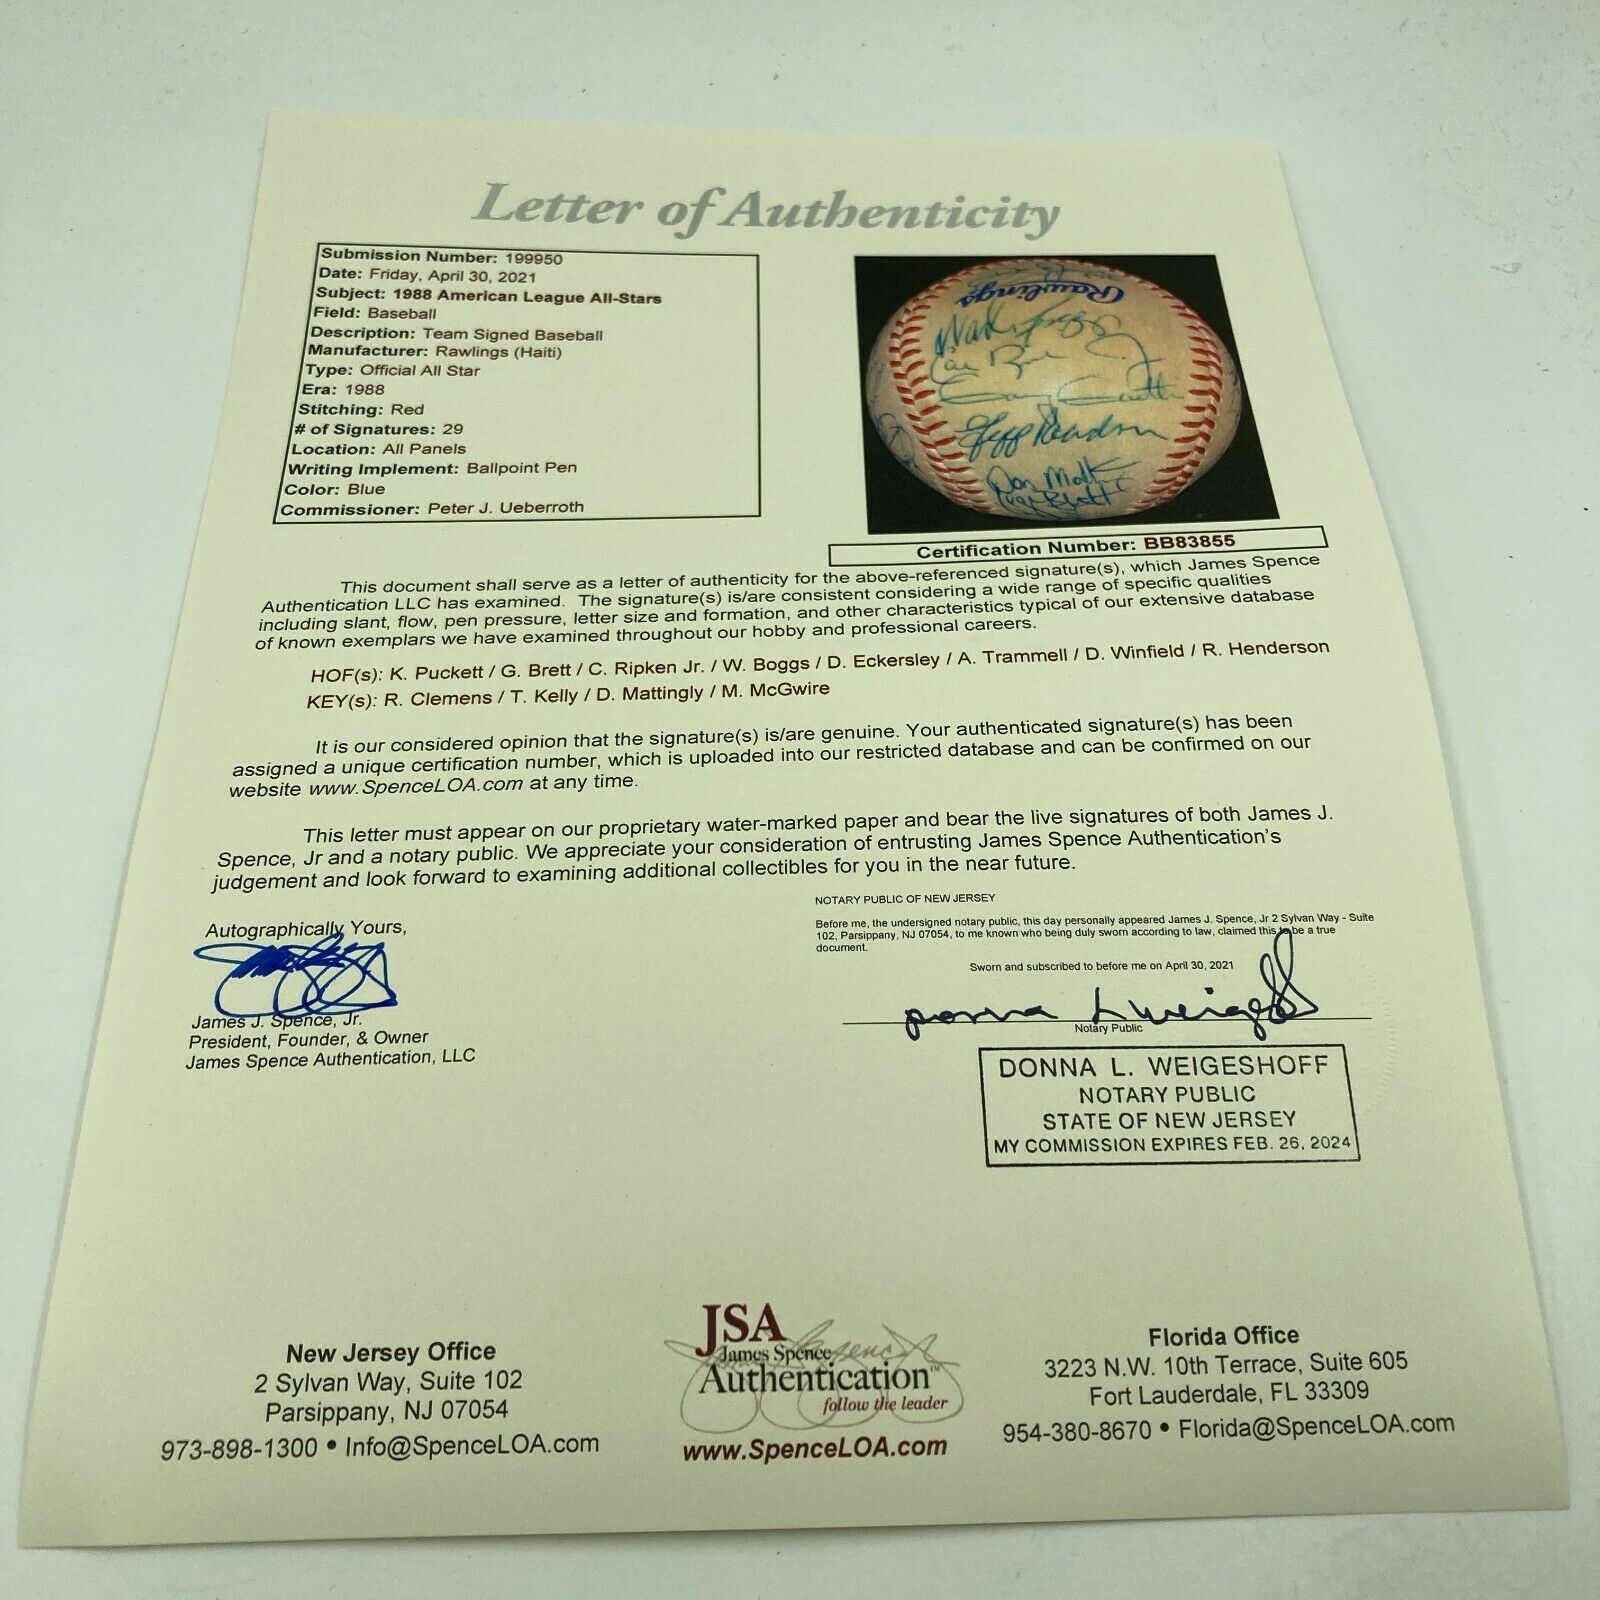 Letter of Authenticity
Submission Number: 199950
Date: Friday, April 30, 2021
Subject: 1988 American League All-Stars
Field: Baseball
Description: Team Signed Baseball
Manufacturer: Rawlings (Haiti)
Type: Official All Star
Era: 1988
Stitching: Red
# of Signatures: 29
Location: All Panels
Writing Implement: Ballpoint Pen
Color: Blue
Commissioner: Peter J. Ueberroth
Rawlings
Jeff Reardon
Certification Number: BB83855
This document shall serve as a letter of authenticity for the above-referenced signature(s), which James Spence
Authentication LLC has examined. The signature(s) is/are consistent considering a wide range of specific qualities
including slant, flow, pen pressure, letter size and formation, and other characteristics typical of our extensive database
of known exemplars we have examined throughout our hobby and professional careers.
HOF(s): K. Puckett / G. Brett / C. Ripken Jr. / W. Boggs / D. Eckersley / A. Trammell / D. Winfield / R. Henderson
KEY(s): R. Clemens / T. Kelly / D. Mattingly / M. McGwire
It is our considered opinion that the signature(s) is/are genuine. Your authenticated signature(s) has been
assigned a unique certification number, which is uploaded into our restricted database and can be confirmed on our
website www.SpenceLOA.com at any time.
This letter must appear on our proprietary water-marked paper and bear the live signatures of both James J.
Spence, Jr and a notary public. We appreciate your consideration of entrusting James Spence Authentication's
judgement and look forward to examining additional collectibles for you in the near future.
Autographically Yours,
James J. Spence, Jr.
President, Founder, & Owner
James Spence Authentication, LLC
NOTARY PUBLIC OF NEW JERSEY
Before me, the undersigned notary public, this day personally appeared James J. Spence, Jr 2 Sylvan Way - Suite
102, Parsippany, NJ 07054, to me known who being duly sworn according to law, claimed this to be a true
document.
Sworn and subscribed to before me on April 30, 2021
Donna L Weigeshoff
Notary Public
DONNA L. WEIGESHOFF
NOTARY PUBLIC
STATE OF NEW JERSEY
MY COMMISSION EXPIRES FEB. 26, 2024
New Jersey Office
2 Sylvan Way, Suite 102
Parsippany, NJ 07054
973-898-1300 • Info@SpenceLOA.com
JSA
James Spence
Authentication™
follow the leader
www.SpenceLOA.com
Florida Office
3223 N.W. 10th Terrace, Suite 605
Fort Lauderdale, FL 33309
954-380-8670 • Florida@SpenceLOA.com